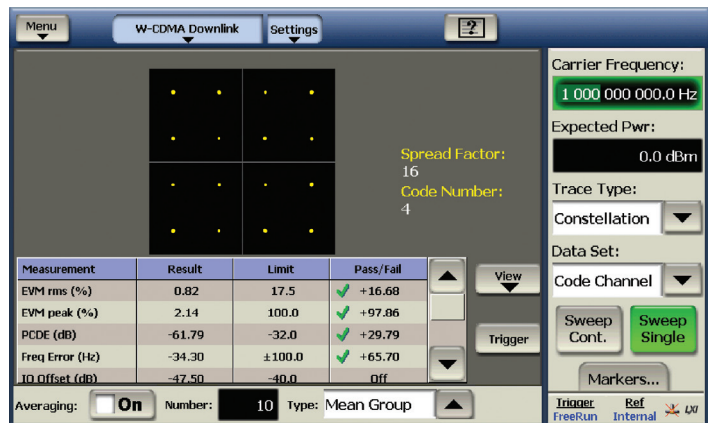 Menu
W-CDMA Downlink
Settings
?
Carrier Frequency:
1 000 000 000.0 Hz
Expected Pwr:
0.0 dBm
Spread Factor:
16
Code Number:
4
Trace Type:
Constellation
Data Set:
Code Channel
Measurement Result Limit Pass/Fail
EVM rms (%) 0.82 17.5 +16.68
EVM peak (%) 2.14 100.0 +97.86
PCDE (dB) -61.79 -32.0 +29.79
Freq Error (Hz) -34.30 ±100.0 +65.70
IQ Offset (dB) -47.50 -40.0 Off
View
Trigger
Sweep Cont.
Sweep Single
Markers...
Averaging: On Number: 10 Type: Mean Group
Trigger Ref
FreeRun Internal LXI